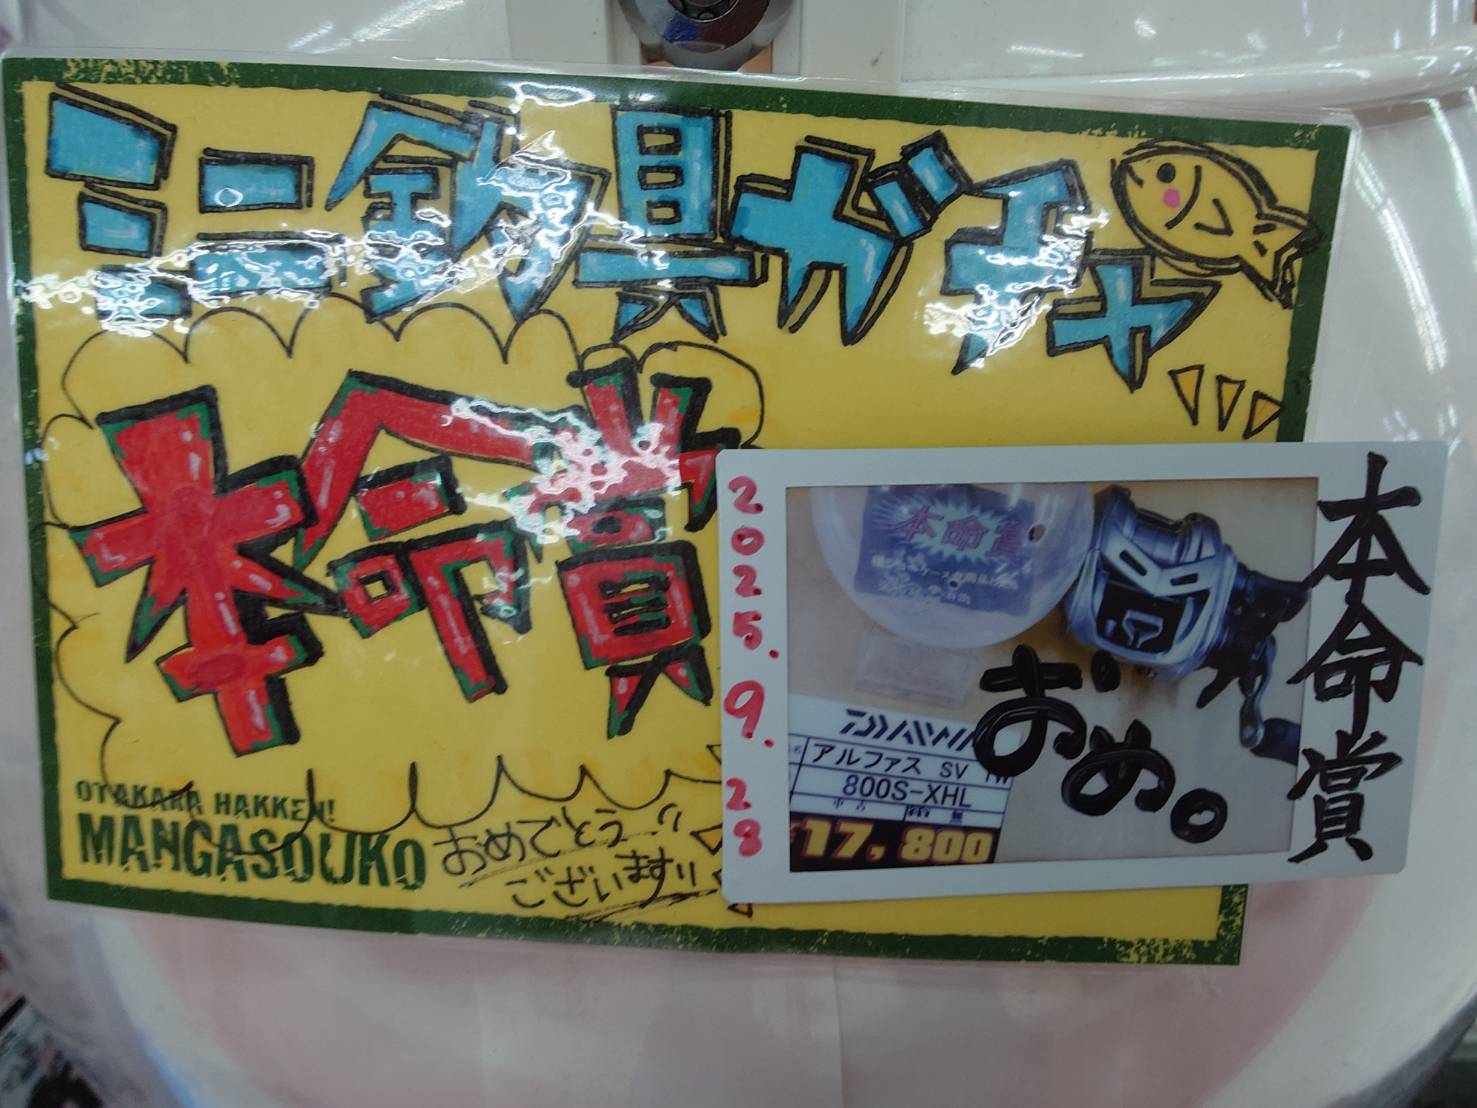 ミニ釣具ガチャ
本命賞
OTAKARA HAKKEN!
MANGASOUKO
おめでとう
ございます!!
2025.9.28
本命賞
DAIWA
アルファス SV TW
800S-XHL
中古
17,800
おめ。
本命賞